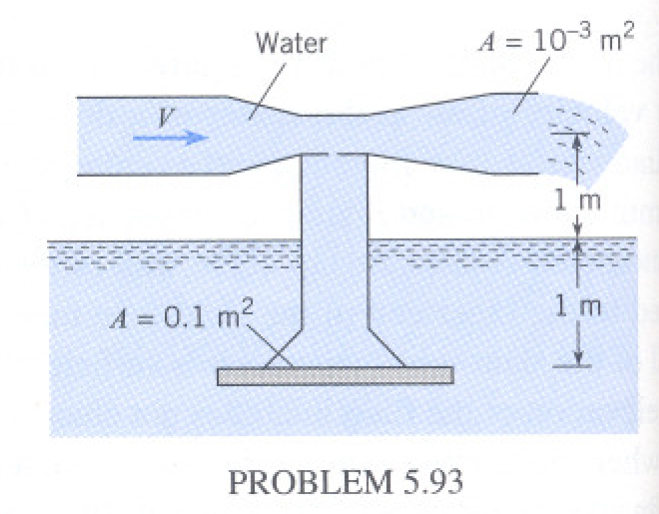 Water
A = 10⁻³ m²
V
1 m
A = 0.1 m²
1 m
PROBLEM 5.93